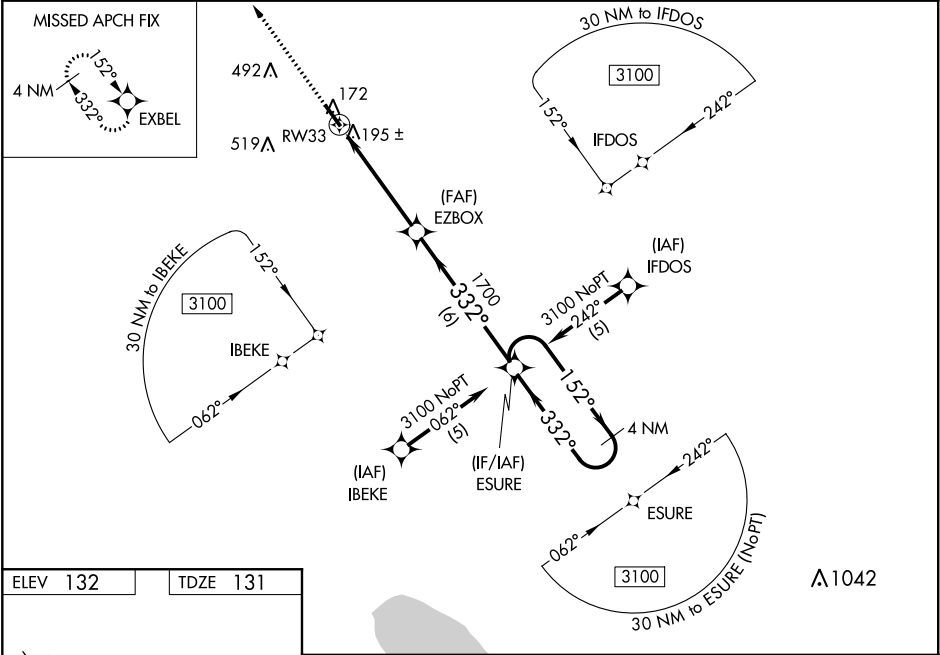 MISSED APCH FIX
152°
4 NM
332°
EXBEL
30 NM to IFDOS
3100
152°
242°
IFDOS
492
172
519
RW33
195 ±
(FAF)
EZBOX
30 NM to IBEKE
152°
3100
IBEKE
062°
1700
332°
(6)
(IAF)
IFDOS
3100 NoPT
242°
(5)
3100 NoPT
062°
(5)
152°
332°
4 NM
(IAF)
IBEKE
(IF/IAF)
ESURE
242°
ESURE
062°
3100
30 NM to ESURE (NoPT)
1042
ELEV 132
TDZE 131